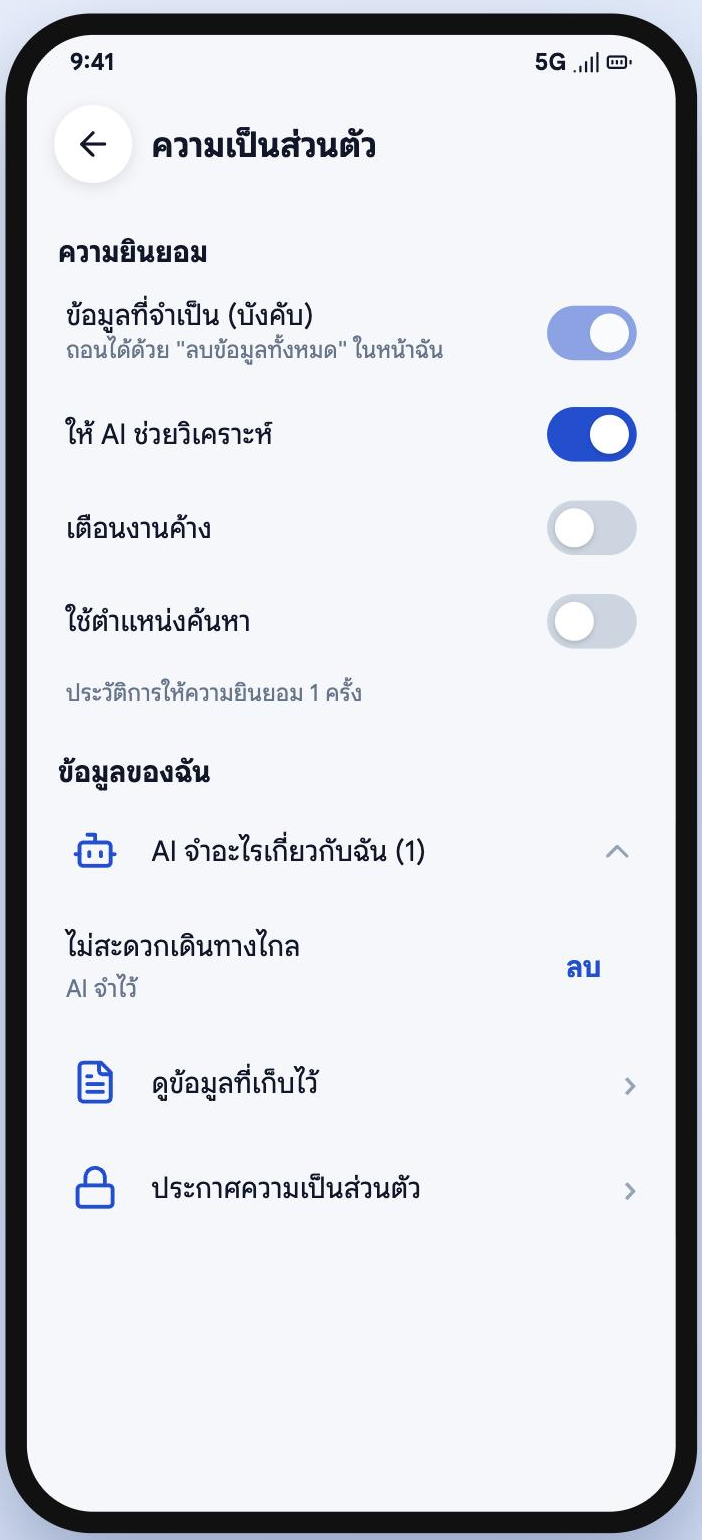 9:41
5G
ความเป็นส่วนตัว
ความยินยอม
ข้อมูลที่จำเป็น (บังคับ)
ถอนได้ด้วย "ลบข้อมูลทั้งหมด" ในหน้าฉัน
ให้ AI ช่วยวิเคราะห์
เตือนงานค้าง
ใช้ตำแหน่งค้นหา
ประวัติการให้ความยินยอม 1 ครั้ง
ข้อมูลของฉัน
AI จำอะไรเกี่ยวกับฉัน (1)
ไม่สะดวกเดินทางไกล
AI จำไว้
ลบ
ดูข้อมูลที่เก็บไว้
ประกาศความเป็นส่วนตัว